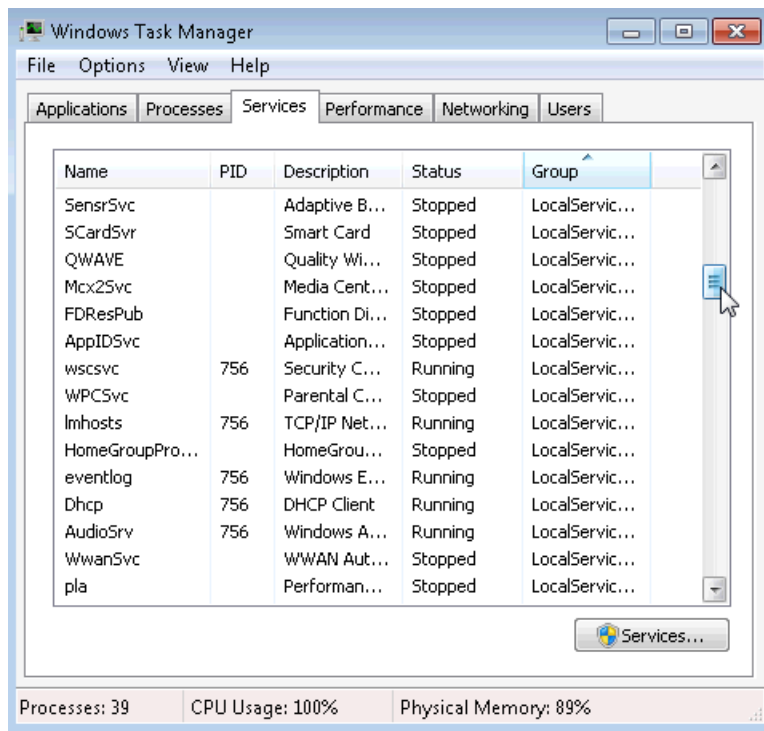 Windows Task Manager
File Options View Help
Applications Processes Services Performance Networking Users
Name PID Description Status Group
SensrSvc Adaptive B... Stopped LocalServic...
SCardSvr Smart Card Stopped LocalServic...
QWAVE Quality Wi... Stopped LocalServic...
Mcx2Svc Media Cent... Stopped LocalServic...
FDResPub Function Di... Stopped LocalServic...
AppIDSvc Application... Stopped LocalServic...
wscsvc 756 Security C... Running LocalServic...
WPCSvc Parental C... Stopped LocalServic...
lmhosts 756 TCP/IP Net... Running LocalServic...
HomeGroupPro... HomeGrou... Stopped LocalServic...
eventlog 756 Windows E... Running LocalServic...
Dhcp 756 DHCP Client Running LocalServic...
AudioSrv 756 Windows A... Running LocalServic...
WwanSvc WWAN Aut... Stopped LocalServic...
pla Performan... Stopped LocalServic...
Services...
Processes: 39 CPU Usage: 100% Physical Memory: 89%